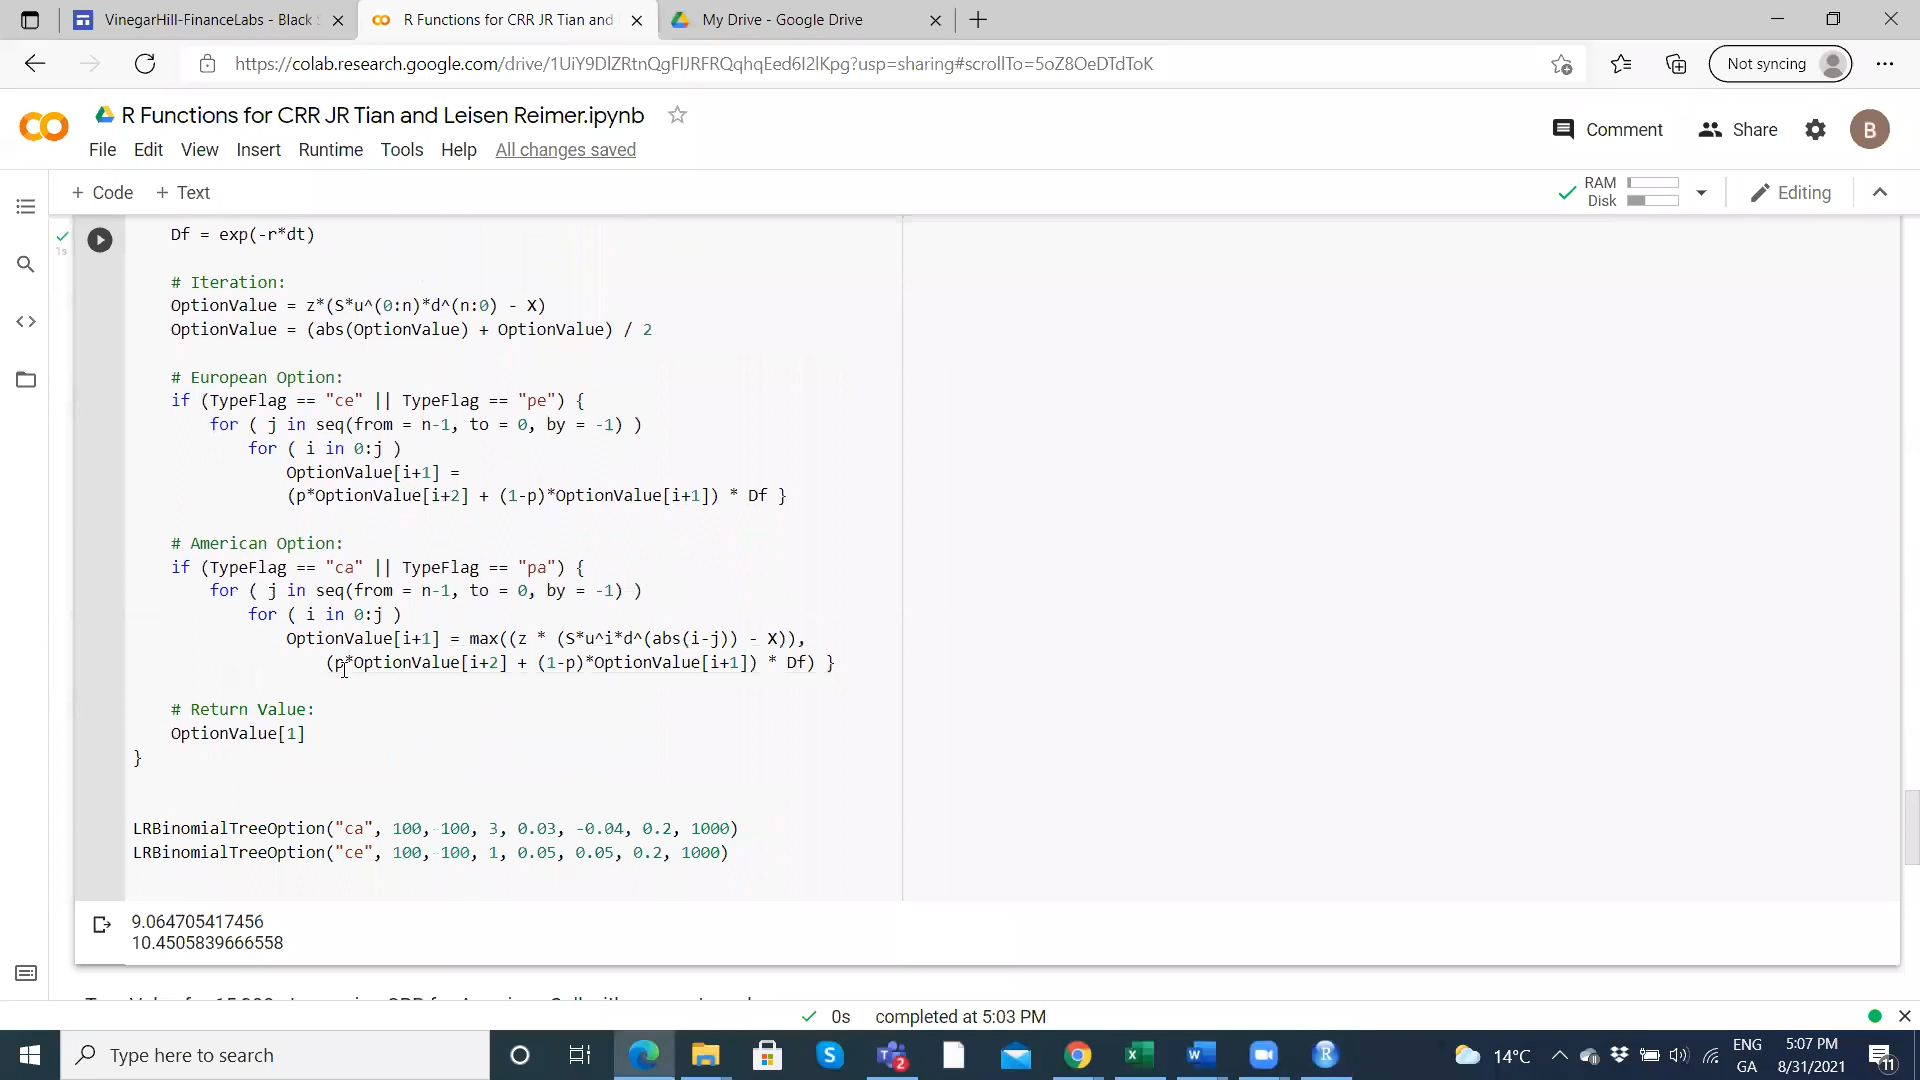 VinegarHill-FinanceLabs - Black S
R Functions for CRR JR Tian and
My Drive - Google Drive
https://colab.research.google.com/drive/1UiY9DlZRtnQgFIJRFRQqhqEed6I2lKpg?usp=sharing#scrollTo=5oZ8OeDTdToK
Not syncing
R Functions for CRR JR Tian and Leisen Reimer.ipynb
Comment
Share
B
File Edit View Insert Runtime Tools Help All changes saved
+ Code + Text
RAM
Disk
Editing
1s
Df = exp(-r*dt)
# Iteration:
OptionValue = z*(S*u^(0:n)*d^(n:0) - X)
OptionValue = (abs(OptionValue) + OptionValue) / 2
# European Option:
if (TypeFlag == "ce" || TypeFlag == "pe") {
for ( j in seq(from = n-1, to = 0, by = -1) )
for ( i in 0:j )
OptionValue[i+1] =
(p*OptionValue[i+2] + (1-p)*OptionValue[i+1]) * Df }
# American Option:
if (TypeFlag == "ca" || TypeFlag == "pa") {
for ( j in seq(from = n-1, to = 0, by = -1) )
for ( i in 0:j )
OptionValue[i+1] = max((z * (S*u^i*d^(abs(i-j)) - X)),
(p*OptionValue[i+2] + (1-p)*OptionValue[i+1]) * Df) }
# Return Value:
OptionValue[1]
}
LRBinomialTreeOption("ca", 100, 100, 3, 0.03, -0.04, 0.2, 1000)
LRBinomialTreeOption("ce", 100, 100, 1, 0.05, 0.05, 0.2, 1000)
9.064705417456
10.4505839666558
0s completed at 5:03 PM
Type here to search
2
14°C
ENG
GA
5:07 PM
8/31/2021
11